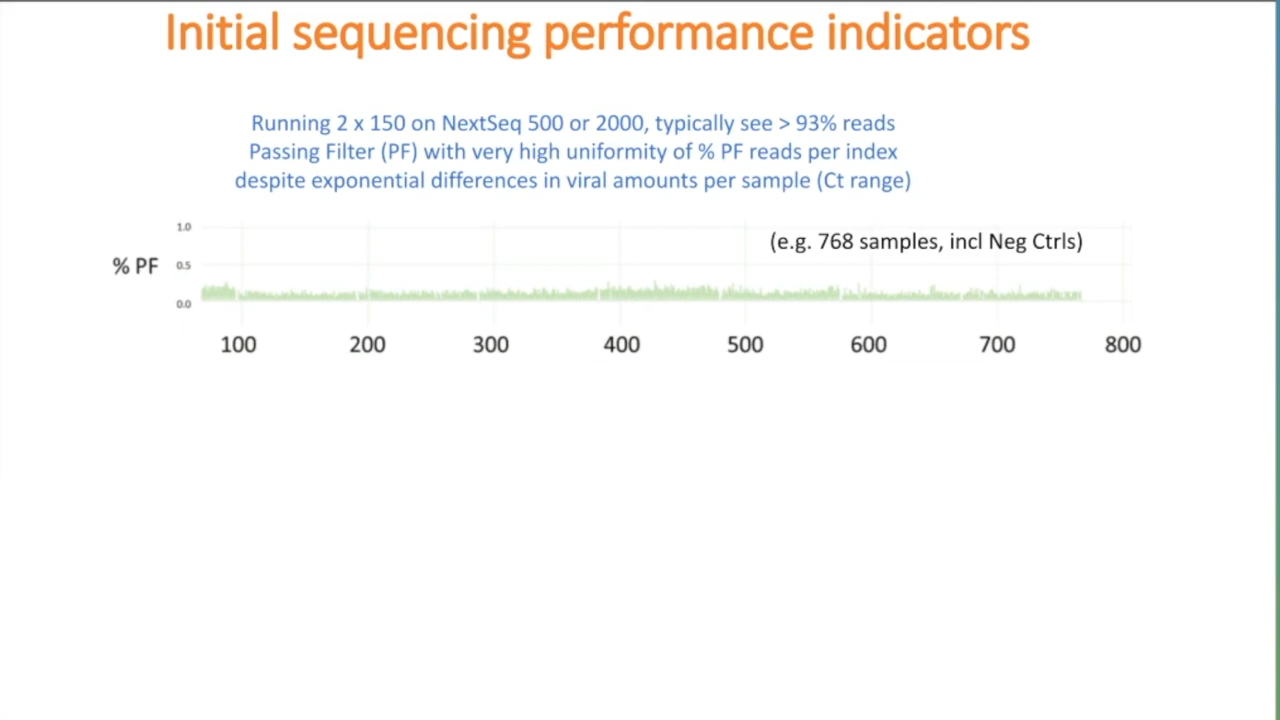 Initial sequencing performance indicators
Running 2 x 150 on NextSeq 500 or 2000, typically see > 93% reads
Passing Filter (PF) with very high uniformity of % PF reads per index
despite exponential differences in viral amounts per sample (Ct range)
1.0
(e.g. 768 samples, incl Neg Ctrls)
% PF
0.5
0.0
100 200 300 400 500 600 700 800